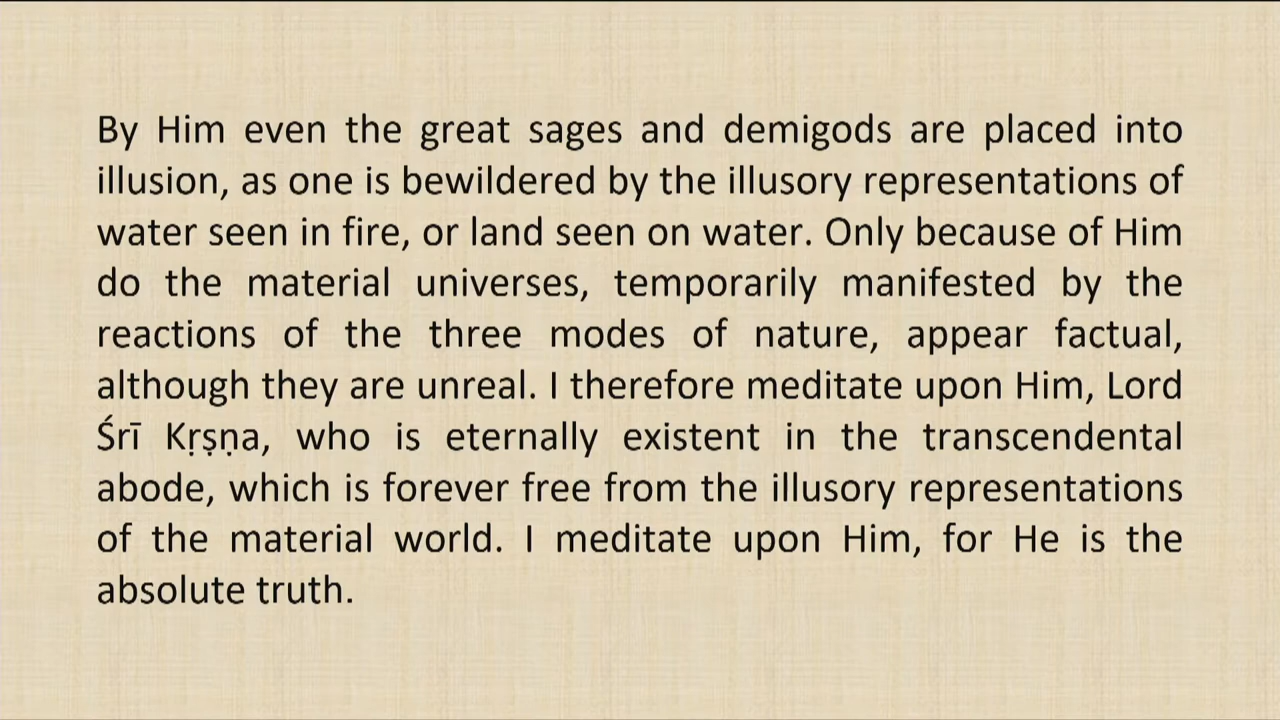 By Him even the great sages and demigods are placed into
illusion, as one is bewildered by the illusory representations of
water seen in fire, or land seen on water. Only because of Him
do the material universes, temporarily manifested by the
reactions of the three modes of nature, appear factual,
although they are unreal. I therefore meditate upon Him, Lord
Śrī Kṛṣṇa, who is eternally existent in the transcendental
abode, which is forever free from the illusory representations
of the material world. I meditate upon Him, for He is the
absolute truth.